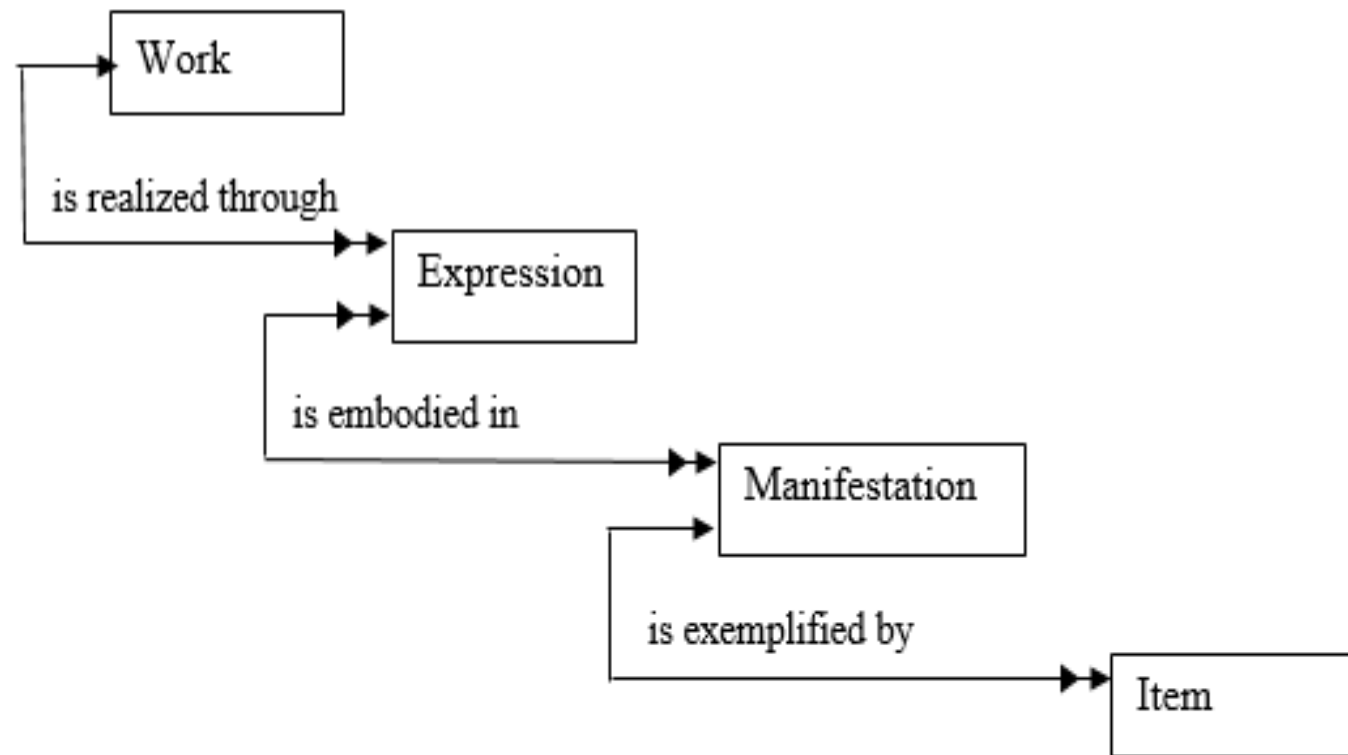 Work
is realized through
Expression
is embodied in
Manifestation
is exemplified by
Item